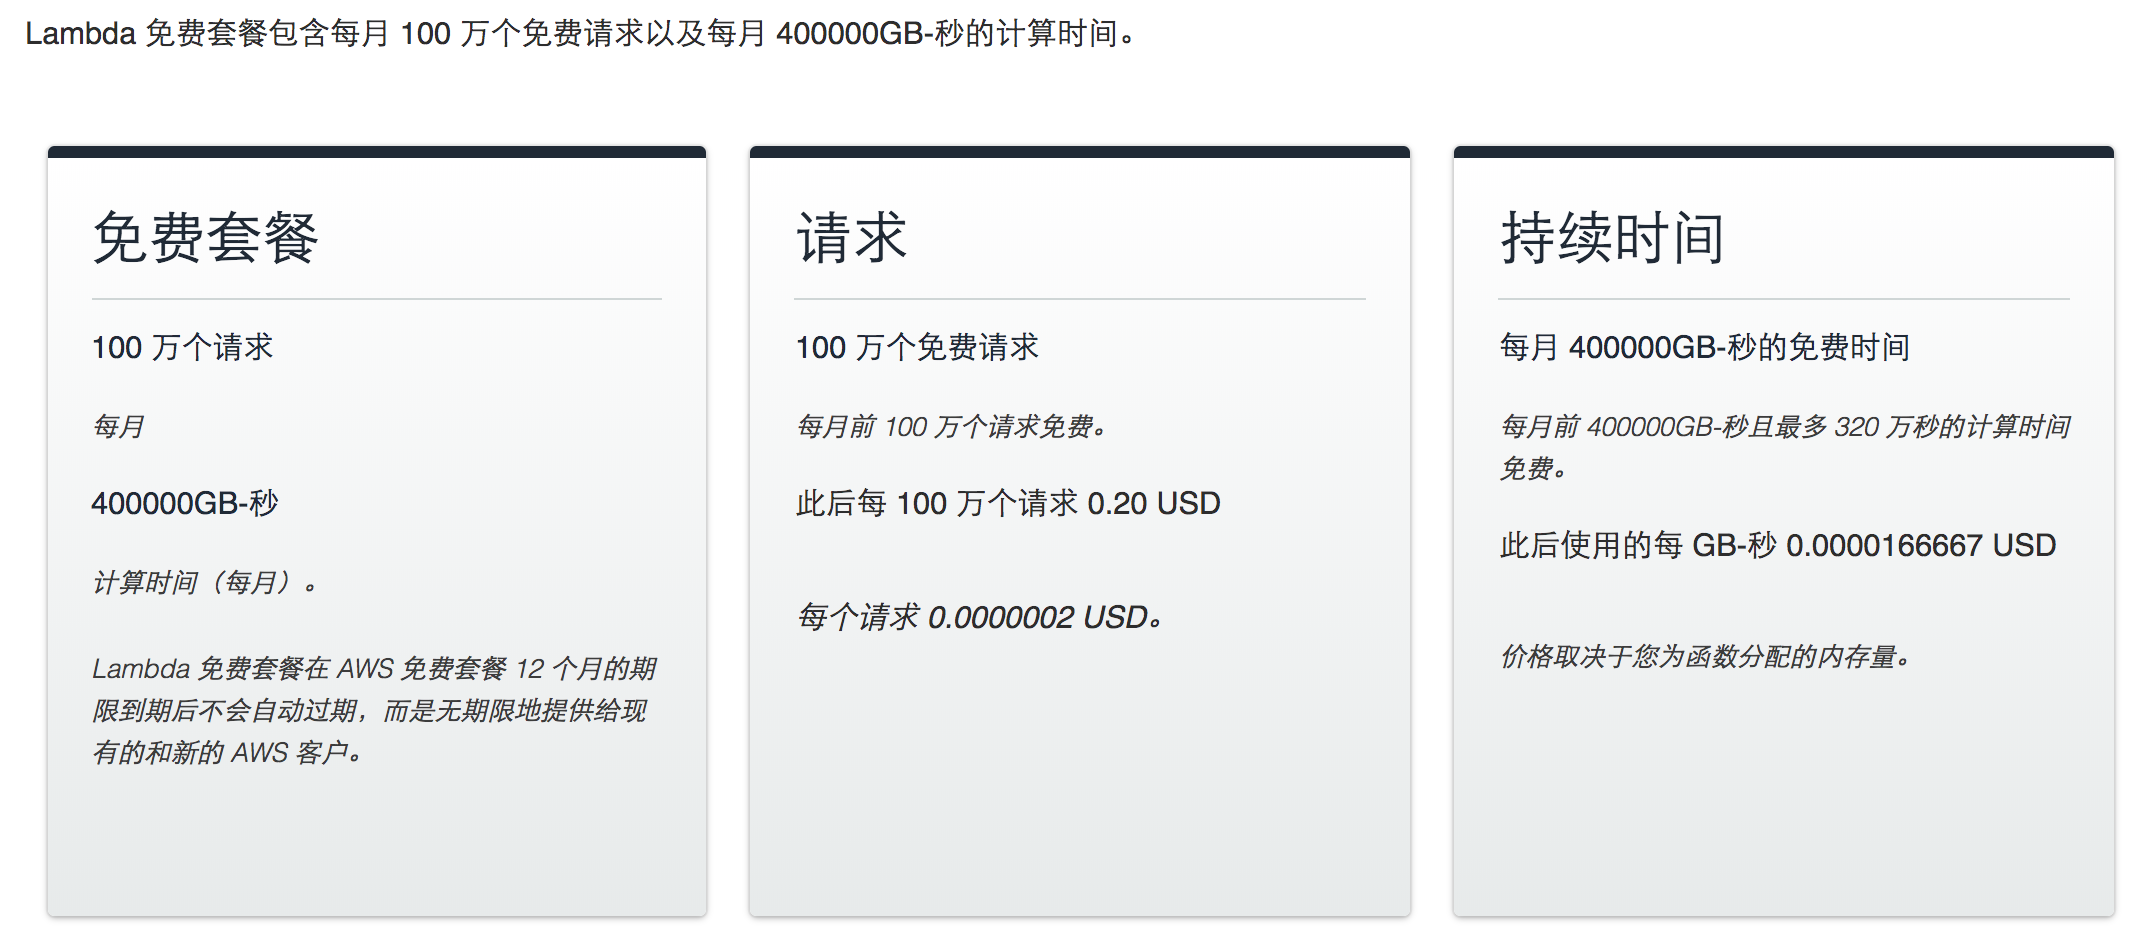 Lambda 免费套餐包含每月 100 万个免费请求以及每月 400000GB-秒的计算时间。
免费套餐
100 万个请求
每月
400000GB-秒
计算时间（每月）。
Lambda 免费套餐在 AWS 免费套餐 12 个月的期
限到期后不会自动过期，而是无期限地提供给现
有的和新的 AWS 客户。
请求
100 万个免费请求
每月前 100 万个请求免费。
此后每 100 万个请求 0.20 USD
每个请求 0.0000002 USD。
持续时间
每月 400000GB-秒的免费时间
每月前 400000GB-秒且最多 320 万秒的计算时间
免费。
此后使用的每 GB-秒 0.0000166667 USD
价格取决于您为函数分配的内存量。